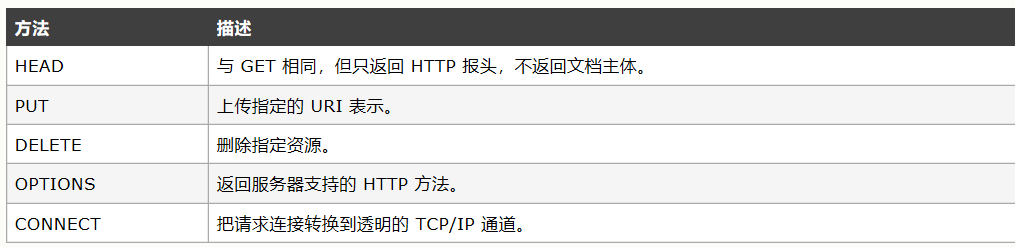 方法 描述
HEAD 与 GET 相同，但只返回 HTTP 报头，不返回文档主体。
PUT 上传指定的 URI 表示。
DELETE 删除指定资源。
OPTIONS 返回服务器支持的 HTTP 方法。
CONNECT 把请求连接转换到透明的 TCP/IP 通道。